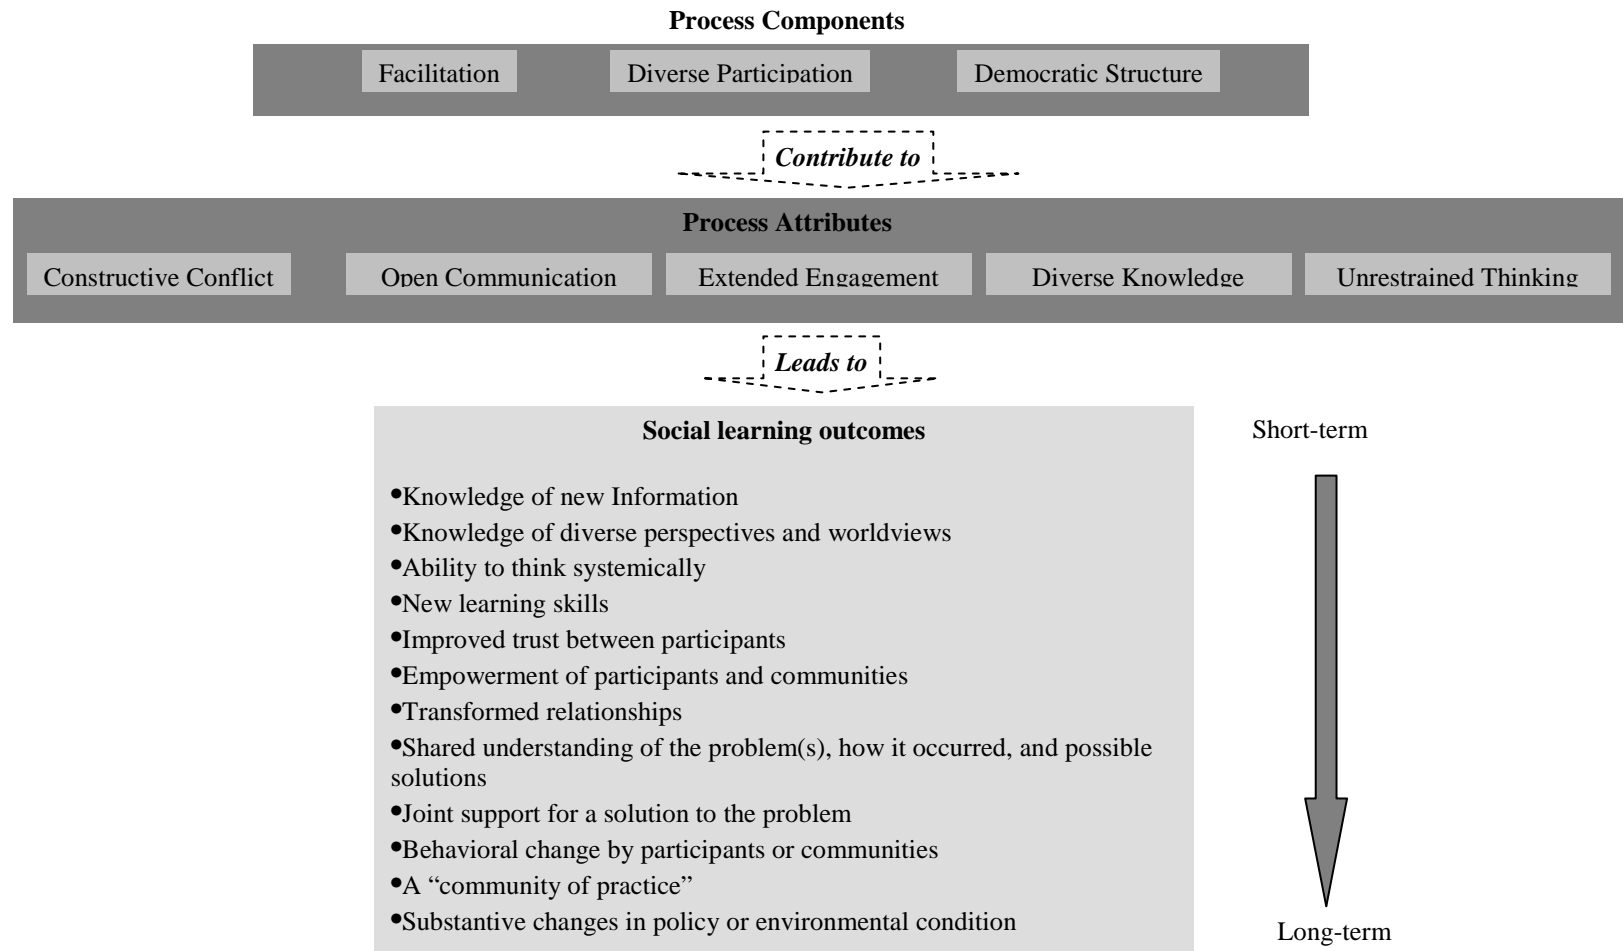 Process Components
Facilitation
Diverse Participation
Democratic Structure
Contribute to
Process Attributes
Constructive Conflict
Open Communication
Extended Engagement
Diverse Knowledge
Unrestrained Thinking
Leads to
Social learning outcomes
•Knowledge of new Information
•Knowledge of diverse perspectives and worldviews
•Ability to think systemically
•New learning skills
•Improved trust between participants
•Empowerment of participants and communities
•Transformed relationships
•Shared understanding of the problem(s), how it occurred, and possible
solutions
•Joint support for a solution to the problem
•Behavioral change by participants or communities
•A “community of practice”
•Substantive changes in policy or environmental condition
Short-term
Long-term